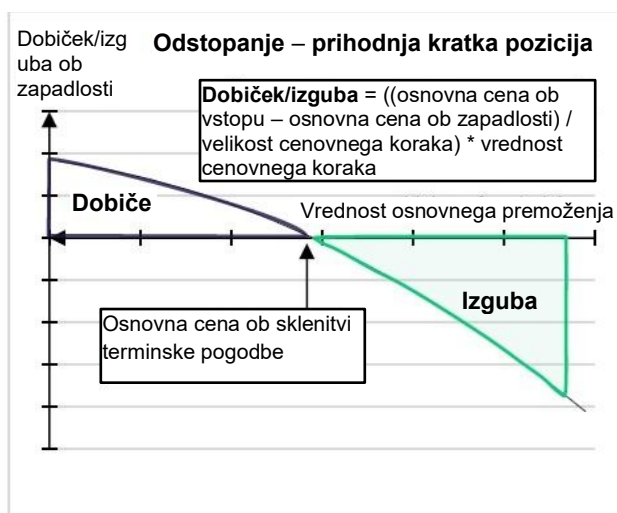 Dobiček/izg
uba ob
zapadlosti
Odstopanje – prihodnja kratka pozicija
Dobiček/izguba = ((osnovna cena ob
vstopu – osnovna cena ob zapadlosti) /
velikost cenovnega koraka) * vrednost
cenovnega koraka
Dobiče
Vrednost osnovnega premoženja
Izguba
Osnovna cena ob sklenitvi
terminske pogodbe